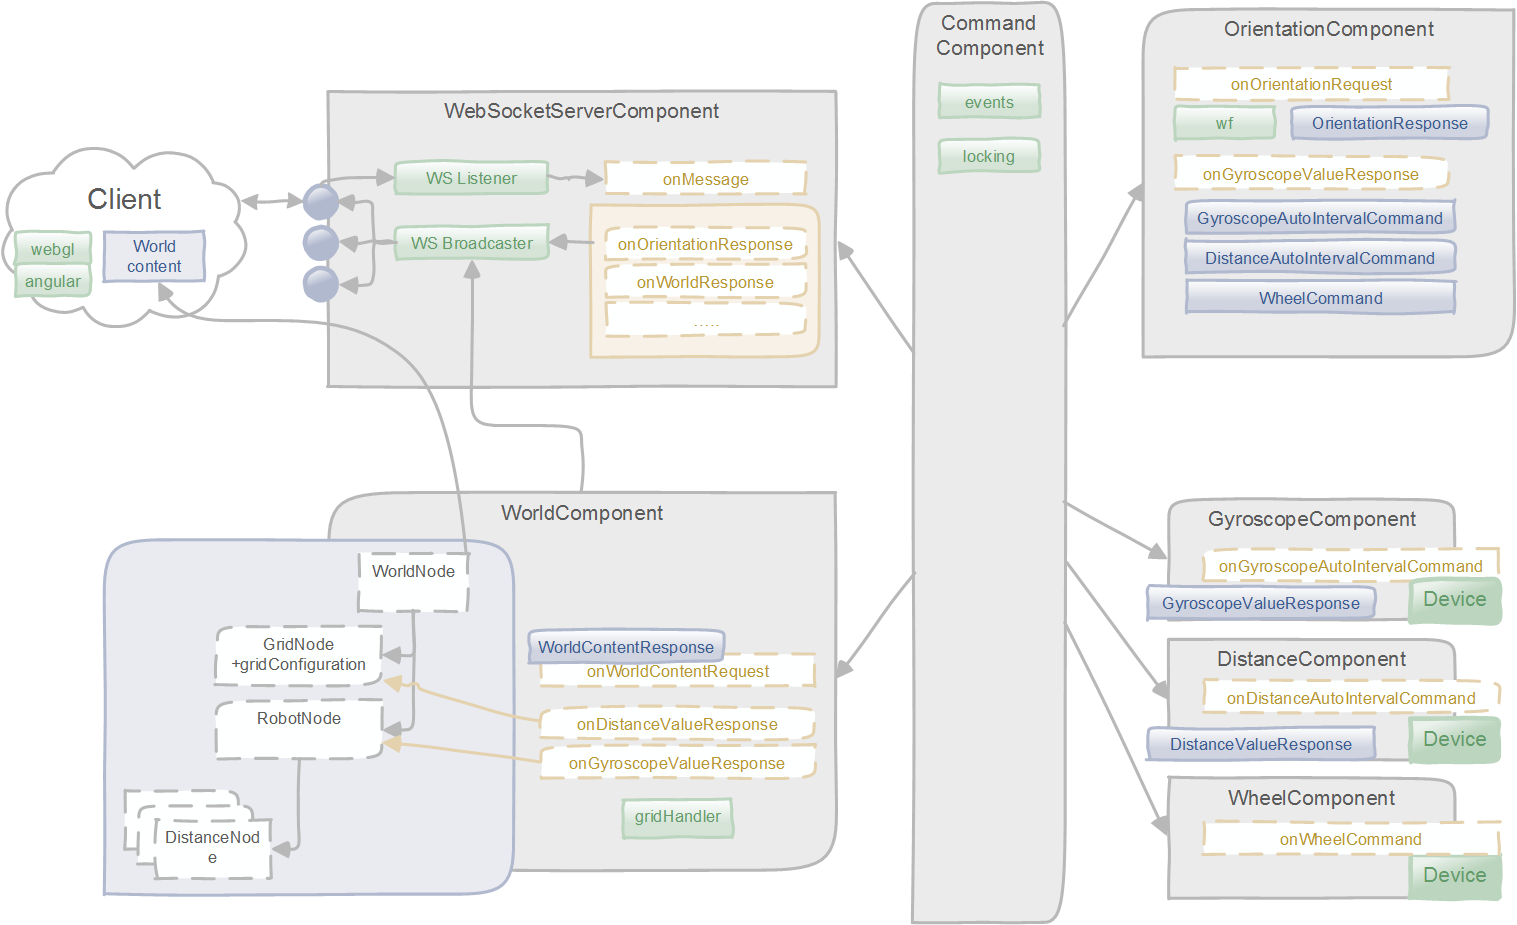 Client
webgl
angular
World
content
WebSocketServerComponent
WS Listener
onMessage
WS Broadcaster
onOrientationResponse
onWorldResponse
.....
WorldComponent
WorldNode
GridNode
+gridConfiguration
RobotNode
DistanceNod
e
WorldContentResponse
onWorldContentRequest
onDistanceValueResponse
onGyroscopeValueResponse
gridHandler
Command
Component
events
locking
OrientationComponent
onOrientationRequest
wf
OrientationResponse
onGyroscopeValueResponse
GyroscopeAutoIntervalCommand
DistanceAutoIntervalCommand
WheelCommand
GyroscopeComponent
onGyroscopeAutoIntervalCommand
GyroscopeValueResponse
Device
DistanceComponent
onDistanceAutoIntervalCommand
DistanceValueResponse
Device
WheelComponent
onWheelCommand
Device